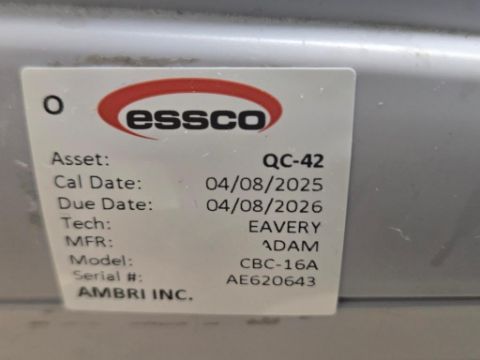 O
essco
Asset: QC-42
Cal Date: 04/08/2025
Due Date: 04/08/2026
Tech: EAVERY
MFR: ADAM
Model: CBC-16A
Serial #: AE620643
AMBRI INC.